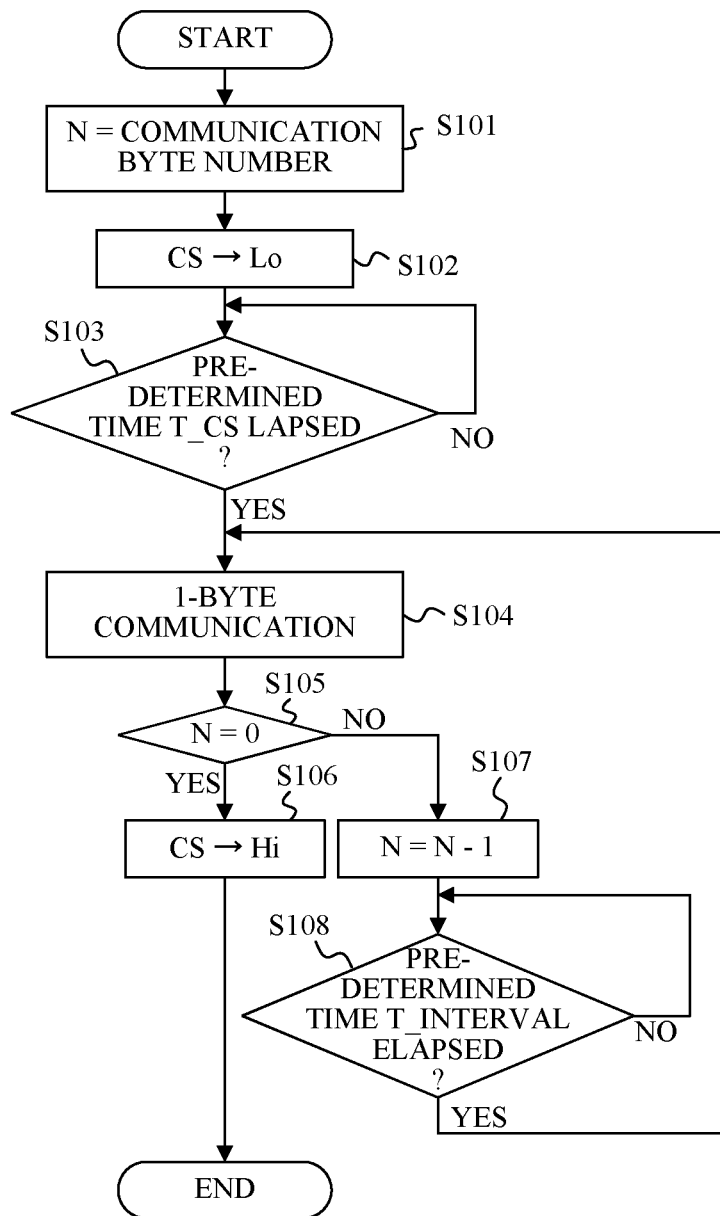 START
N = COMMUNICATION
BYTE NUMBER
S101
CS → Lo
S102
S103
PRE-
DETERMINED
TIME T_CS LAPSED
?
NO
YES
1-BYTE
COMMUNICATION
S104
S105
N = 0
NO
YES
S106
S107
CS → Hi
N = N - 1
S108
PRE-
DETERMINED
TIME T_INTERVAL
ELAPSED
?
NO
YES
END